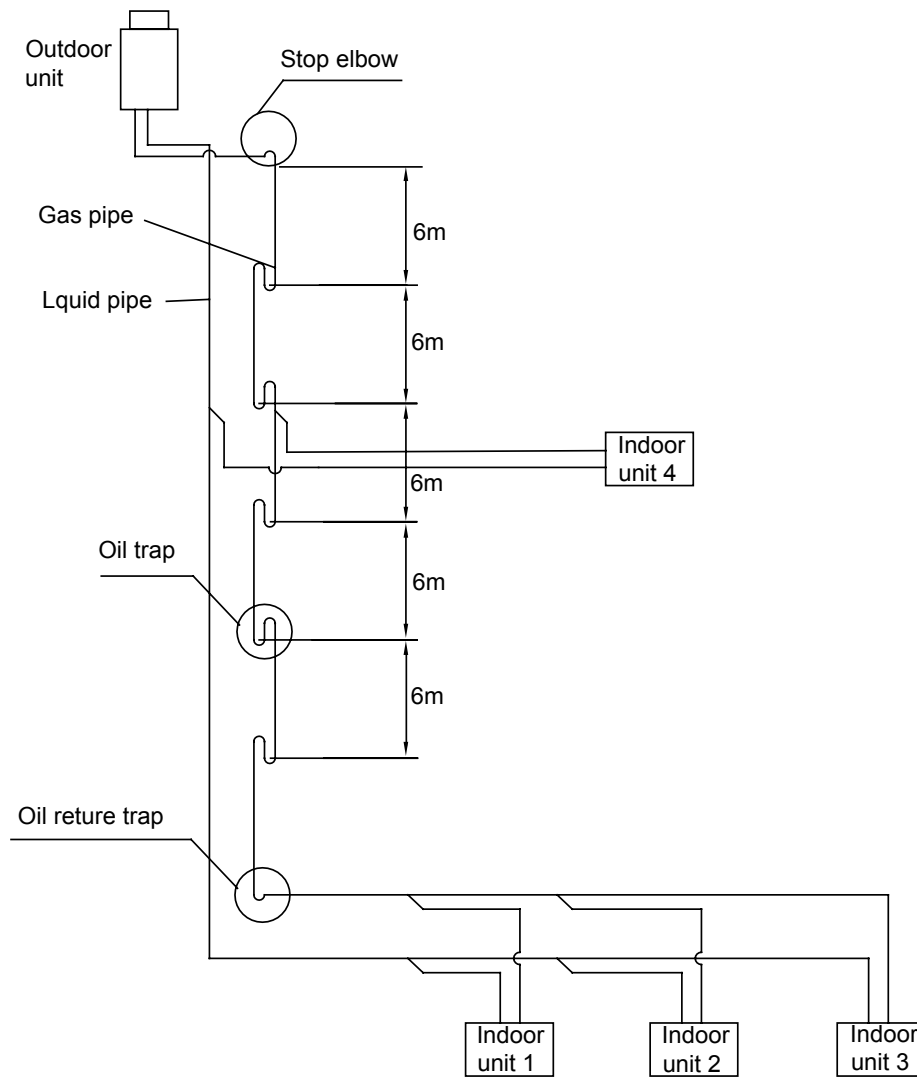 Outdoor
unit
Stop elbow
Gas pipe
Lquid pipe
6m
6m
6m
6m
6m
Indoor
unit 4
Oil trap
Oil reture trap
Indoor
unit 1
Indoor
unit 2
Indoor
unit 3